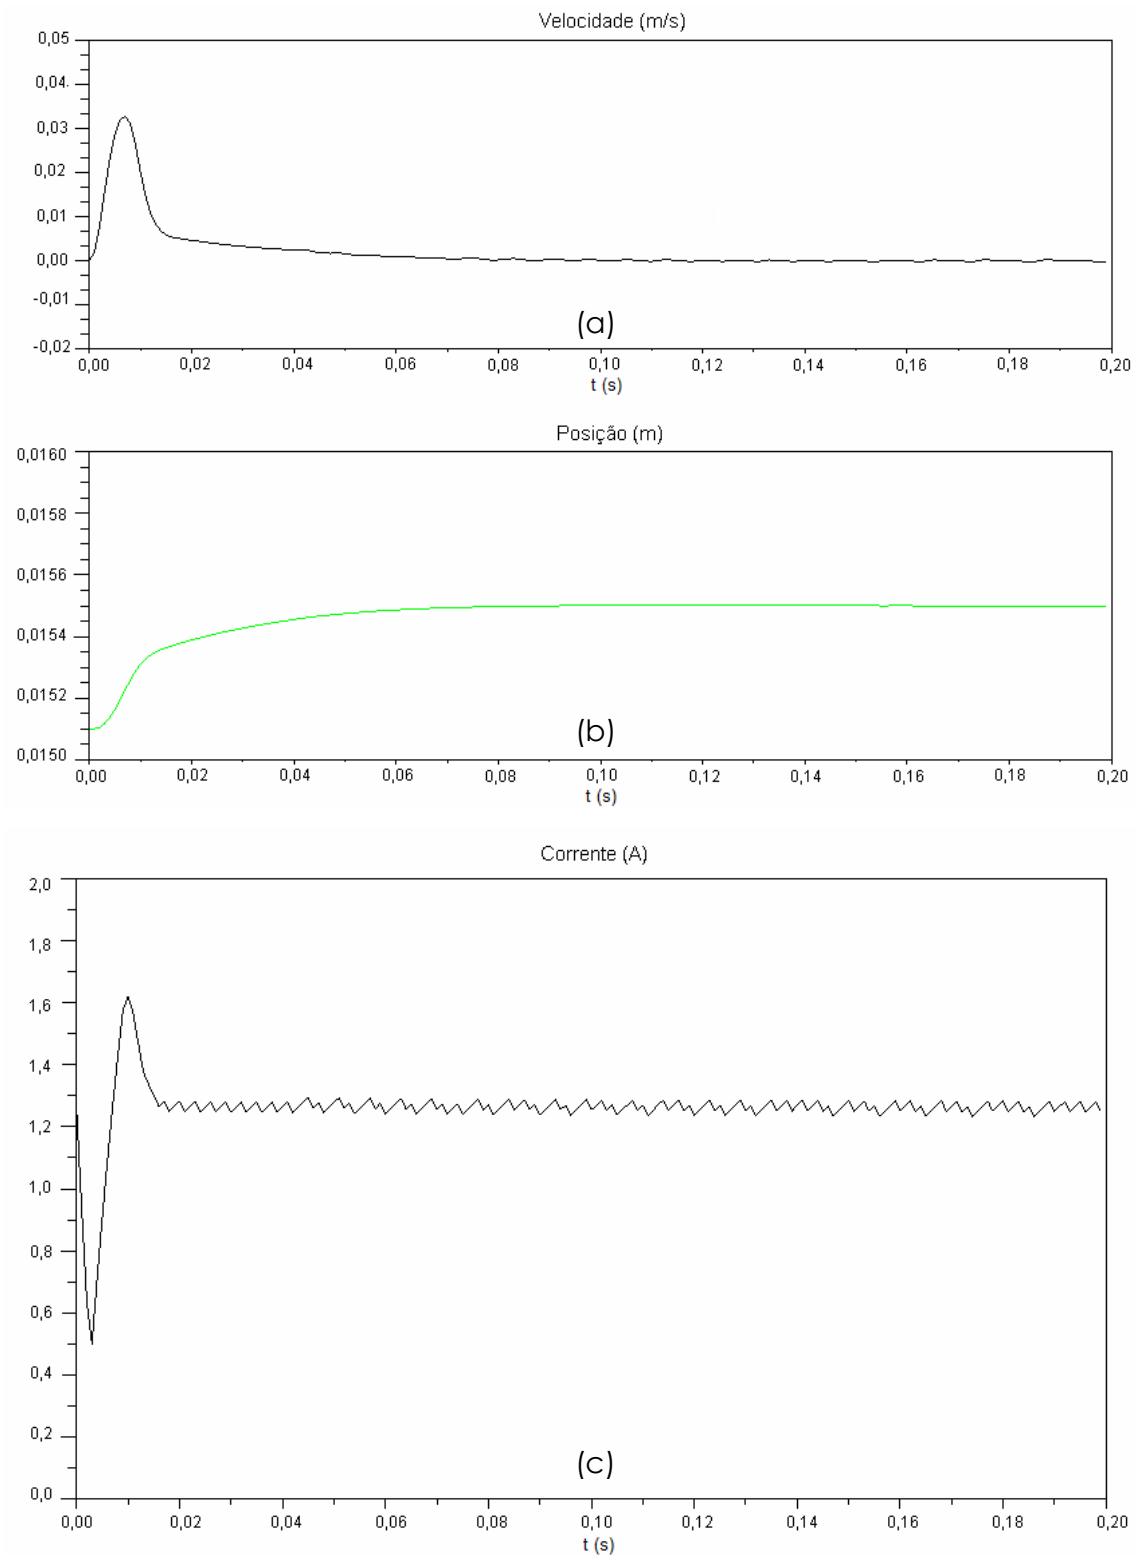 Velocidade (m/s)
0,05
0,04.
0,03
0,02
0,01
0,00
-0,01
-0,02
(a)
0,00 0,02 0,04 0,06 0,08 0,10 0,12 0,14 0,16 0,18 0,20
t (s)
Posição (m)
0,0160
0,0158
0,0156
0,0154
0,0152
0,0150
(b)
0,00 0,02 0,04 0,06 0,08 0,10 0,12 0,14 0,16 0,18 0,20
t (s)
Corrente (A)
2,0
1,8
1,6
1,4
1,2
1,0
0,8
0,6
0,4
0,2
0,0
(c)
0,00 0,02 0,04 0,06 0,08 0,10 0,12 0,14 0,16 0,18 0,20
t (s)